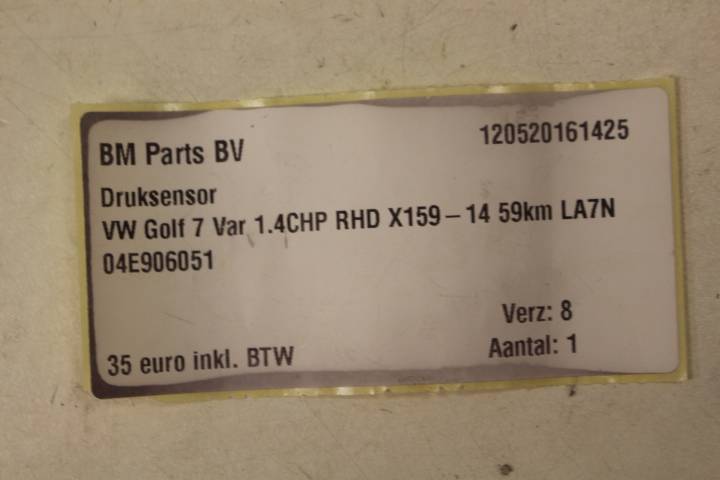 BM Parts BV
120520161425
Druksensor
VW Golf 7 Var 1.4CHP RHD X159-14 59km LA7N
04E906051
Verz: 8
35 euro inkl. BTW
Aantal: 1